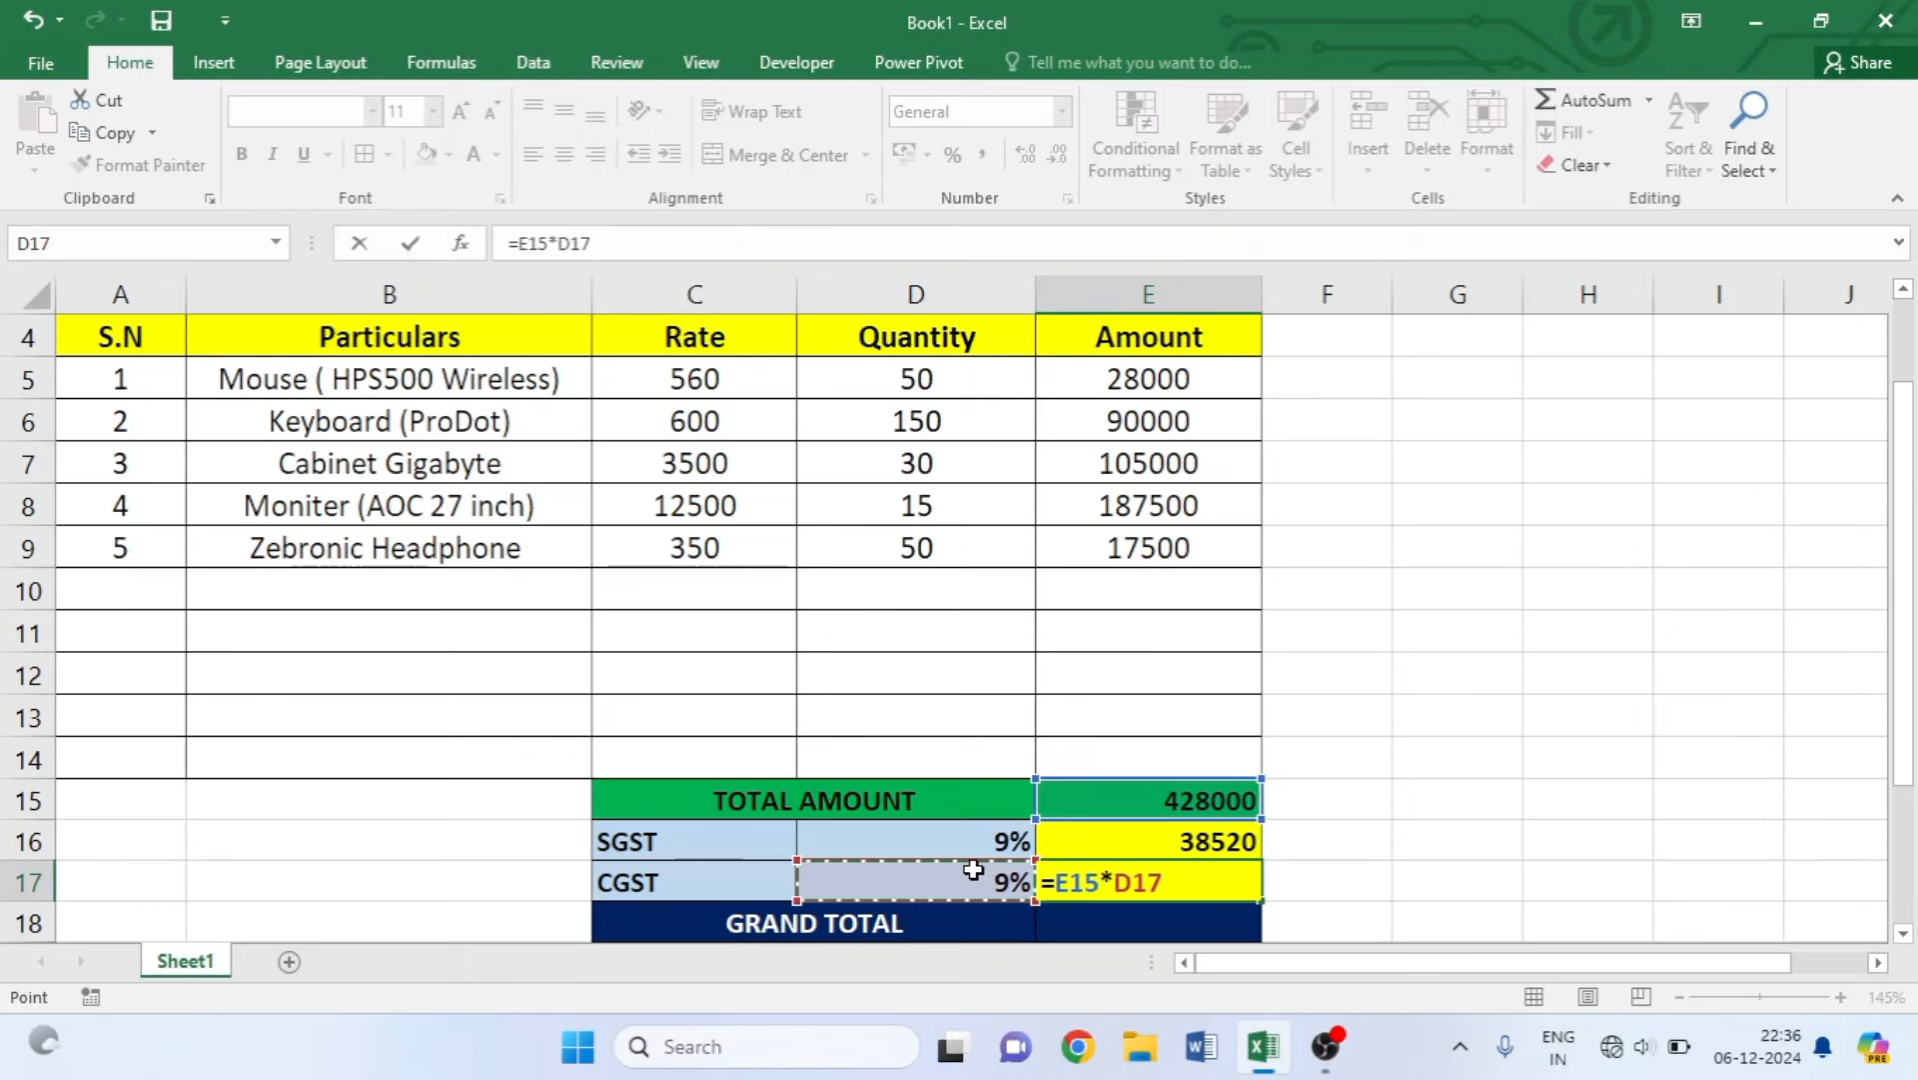 Book1 - Excel
File Home Insert Page Layout Formulas Data Review View Developer Power Pivot Tell me what you want to do... Share
Cut
Copy
Format Painter
Paste
Clipboard
11
B I U
Font
Wrap Text
Merge & Center
Alignment
General
Number
Conditional Formatting
Format as Table
Cell Styles
Styles
Insert Delete Format
Cells
AutoSum
Fill
Clear
Sort & Filter
Find & Select
Editing
D17 fx =E15*D17
A B C D E F G H I J
4 S.N Particulars Rate Quantity Amount
5 1 Mouse ( HPS500 Wireless) 560 50 28000
6 2 Keyboard (ProDot) 600 150 90000
7 3 Cabinet Gigabyte 3500 30 105000
8 4 Moniter (AOC 27 inch) 12500 15 187500
9 5 Zebronic Headphone 350 50 17500
10
11
12
13
14
15 TOTAL AMOUNT 428000
16 SGST 9% 38520
17 CGST 9% =E15*D17
18 GRAND TOTAL
Sheet1
Point 145%
Search ENG IN 22:36 06-12-2024 PRE